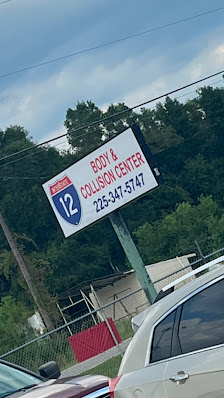 INTERSTATE
12
BODY &
COLLISION CENTER
225-347-5747